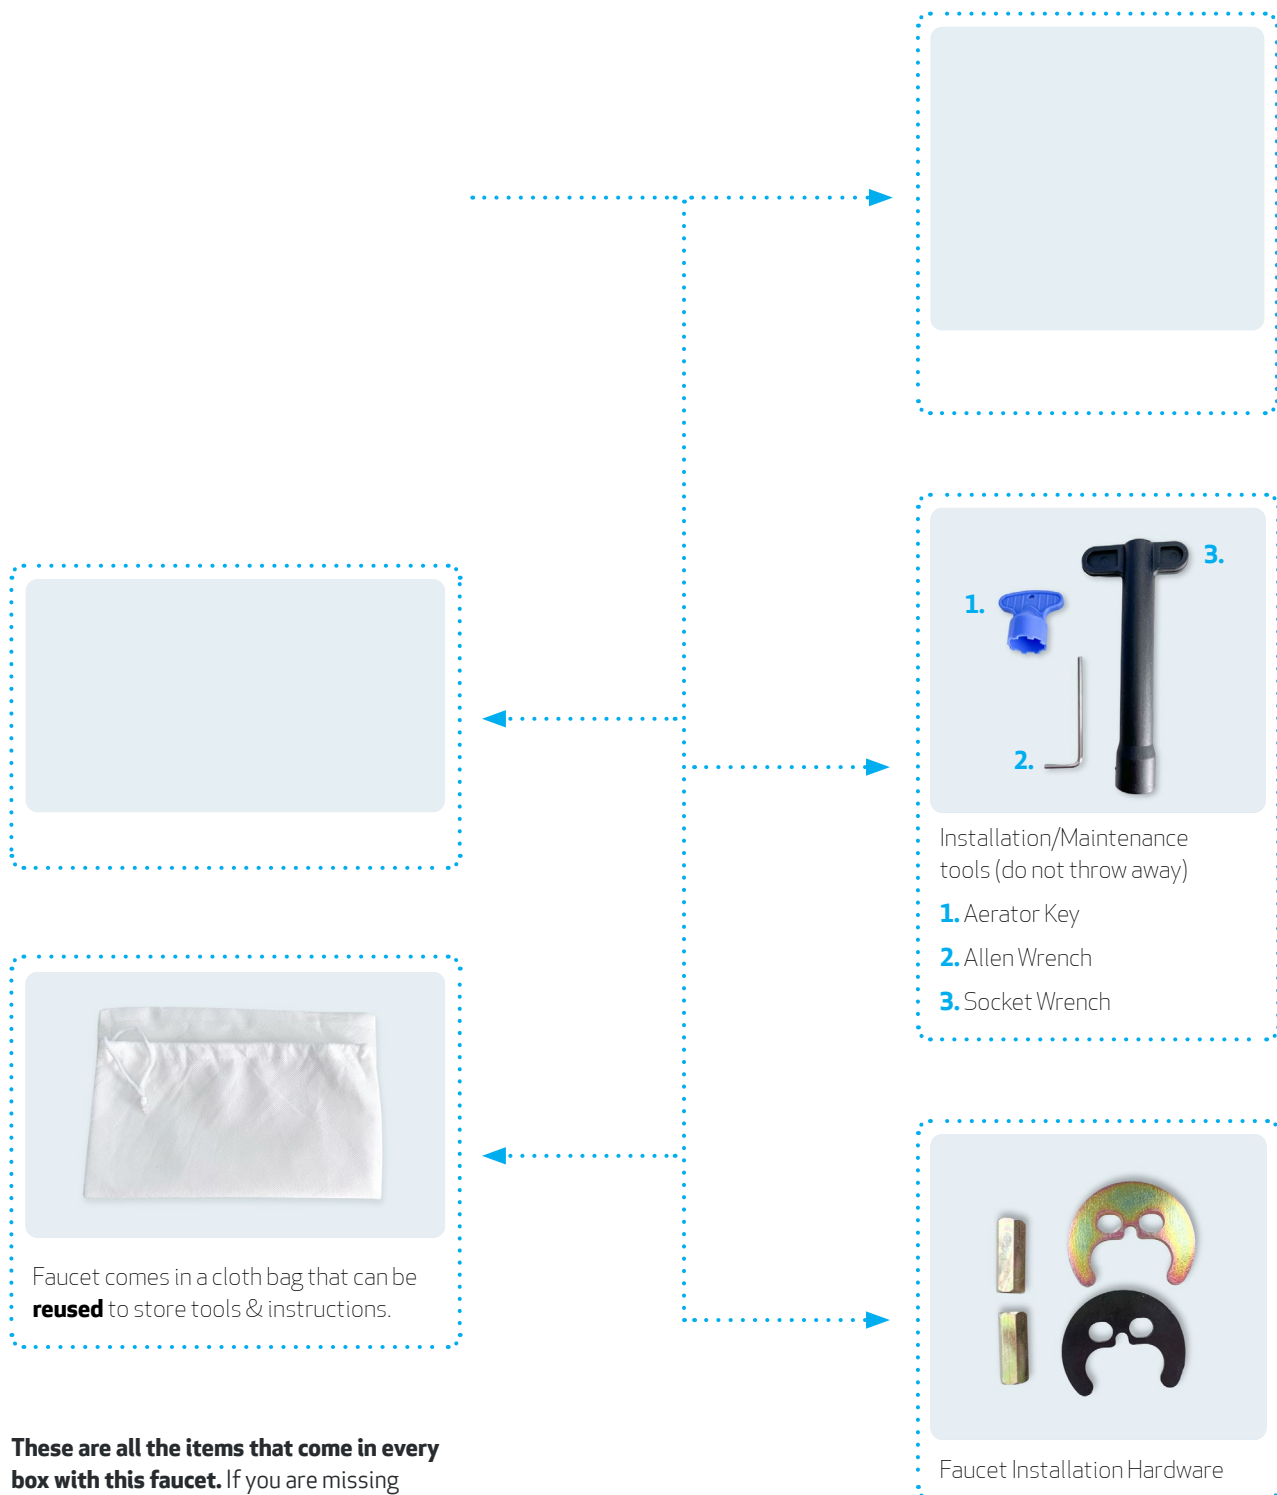 1.
2.
3.
Installation/Maintenance
tools (do not throw away)
1. Aerator Key
2. Allen Wrench
3. Socket Wrench
Faucet comes in a cloth bag that can be
reused to store tools & instructions.
Faucet Installation Hardware
These are all the items that come in every
box with this faucet. If you are missing